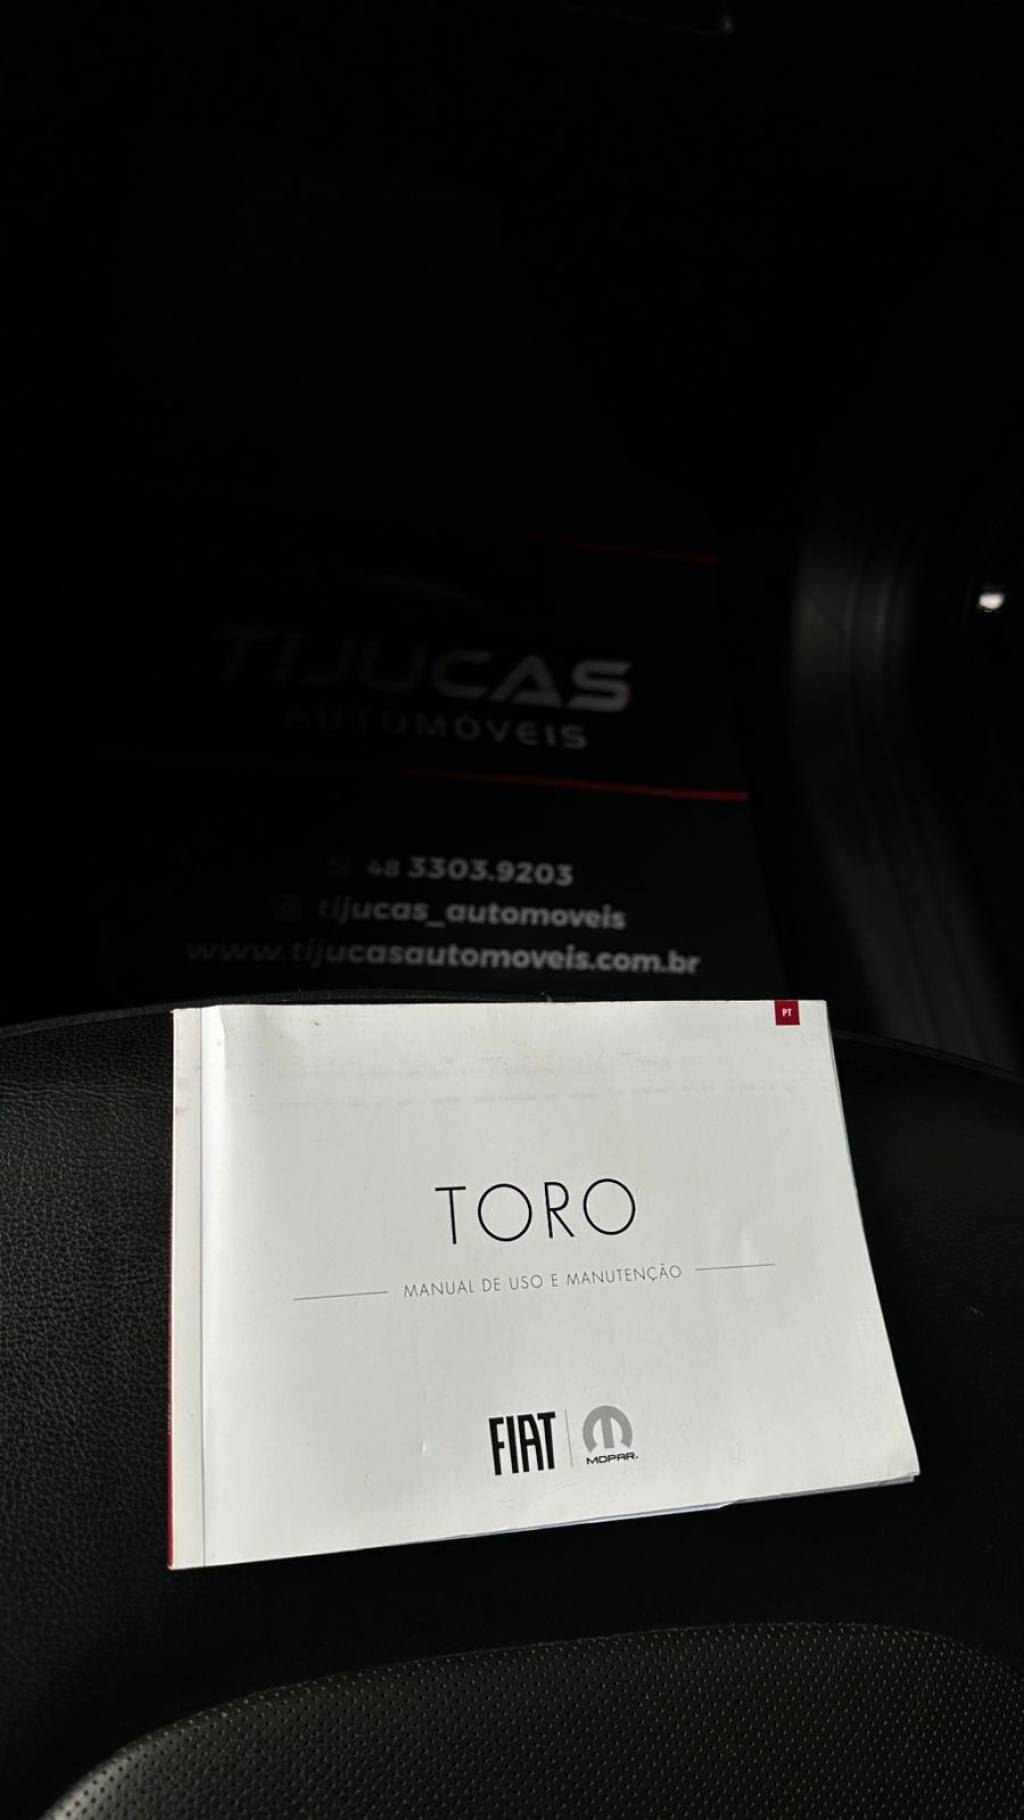 TIJUCAS
AUTOMÓVEIS
48 3303.9203
tijucas_automoveis
www.tijucasautomoveis.com.br
PT
TORO
MANUAL DE USO E MANUTENÇÃO
FIAT
MOPAR.